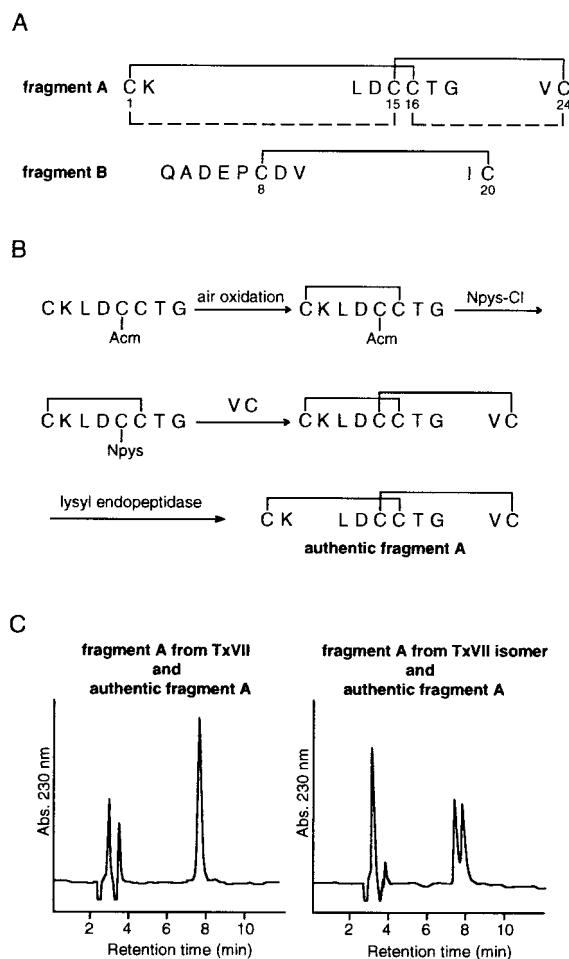 A
fragment A C K L D C C T G V C
1 15 16 24
fragment B Q A D E P C D V I C
8 20
B
C K L D C C T G air oxidation C K L D C C T G Npys-Cl
Acm Acm
C K L D C C T G V C C K L D C C T G V C
Npys
lysyl endopeptidase C K L D C C T G V C
authentic fragment A
C
fragment A from TxVII
and
authentic fragment A
Abs. 230 nm
2 4 6 8 10
Retention time (min)
fragment A from TxVII isomer
and
authentic fragment A
Abs. 230 nm
2 4 6 8 10
Retention time (min)